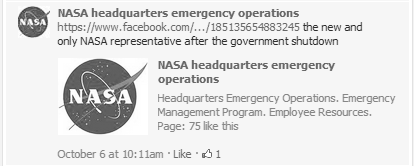 NASA headquarters emergency operations
https://www.facebook.com/.../185135654883245 the new and
only NASA representative after the government shutdown
NASA
NASA headquarters emergency
operations
Headquarters Emergency Operations. Emergency
Management Program. Employee Resources.
Page: 75 like this
October 6 at 10:11am · Like · 1